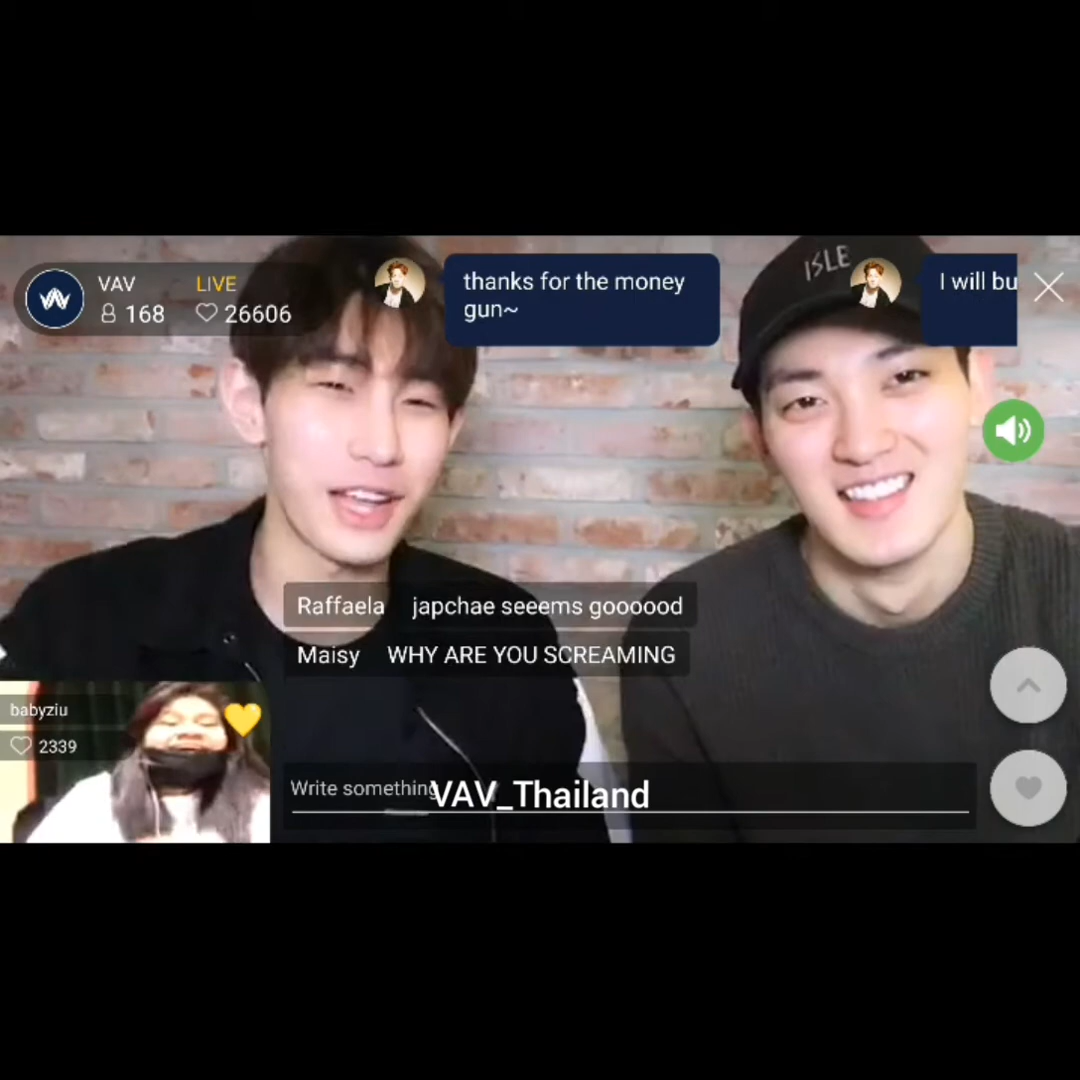 VAV LIVE
168 26606
thanks for the money
gun~
ISLE
I will bu
Raffaela japchae seeems goooood
Maisy WHY ARE YOU SCREAMING
babyziu
2339
Write something
VAV_Thailand